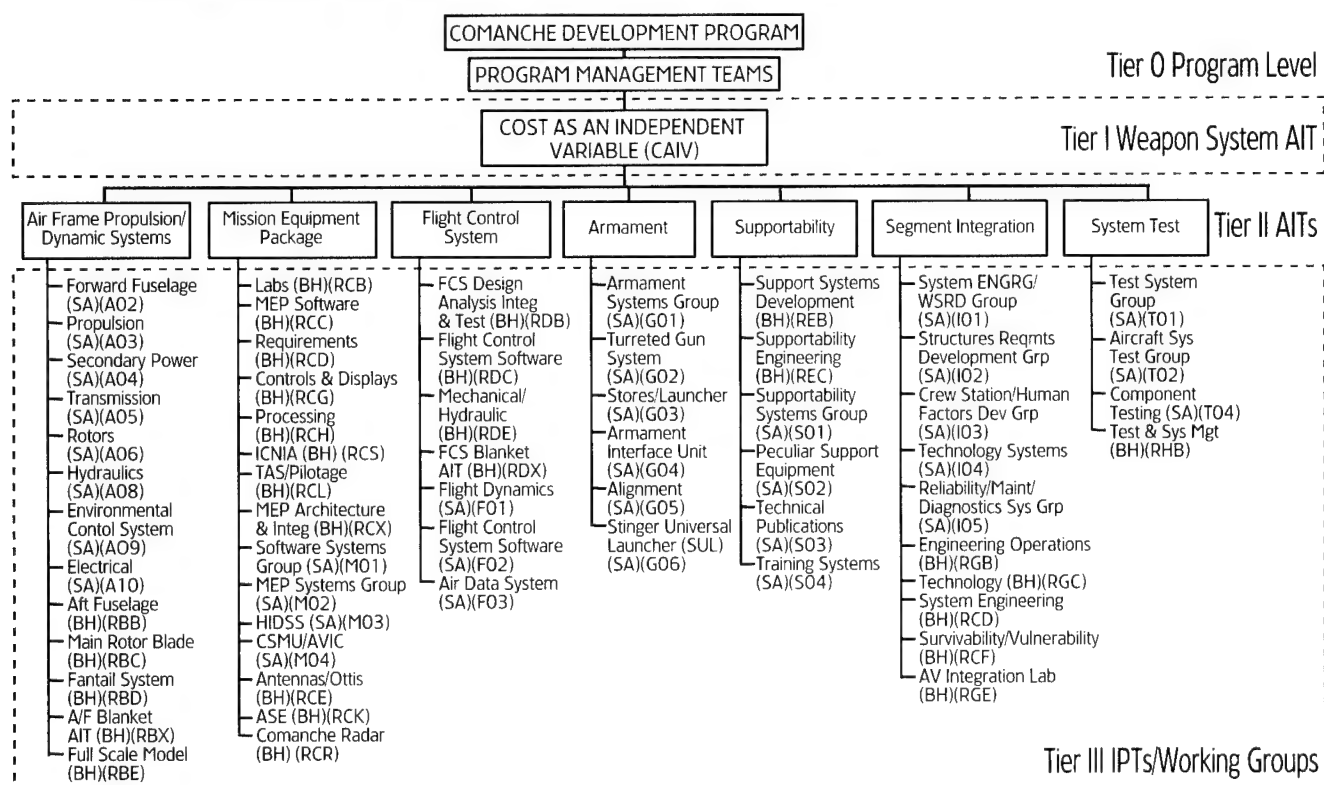 COMANCHE DEVELOPMENT PROGRAM
PROGRAM MANAGEMENT TEAMS
Tier 0 Program Level
COST AS AN INDEPENDENT
VARIABLE (CAIV)
Tier I Weapon System AIT
Air Frame Propulsion/
Dynamic Systems
Mission Equipment
Package
Flight Control
System
Armament
Supportability
Segment Integration
System Test
Tier II AITs
Forward Fuselage
(SA)(A02)
Propulsion
(SA)(A03)
Secondary Power
(SA)(A04)
Transmission
(SA)(A05)
Rotors
(SA)(A06)
Hydraulics
(SA)(A08)
Environmental
Contol System
(SA)(A09)
Electrical
(SA)(A10)
Aft Fuselage
(BH)(RBB)
Main Rotor Blade
(BH)(RBC)
Fantail System
(BH)(RBD)
A/F Blanket
AIT (BH)(RBX)
Full Scale Model
(BH)(RBE)
Labs (BH)(RCB)
MEP Software
(BH)(RCC)
Requirements
(BH)(RCD)
Controls & Displays
(BH)(RCG)
Processing
(BH)(RCH)
ICNIA (BH) (RCS)
TAS/Pilotage
(BH)(RCL)
MEP Architecture
& Integ (BH)(RCX)
Software Systems
Group (SA)(M01)
MEP Systems Group
(SA)(M02)
HIDSS (SA)(M03)
CSMU/AVIC
(SA)(M04)
Antennas/Ottis
(BH)(RCE)
ASE (BH)(RCK)
Comanche Radar
(BH) (RCR)
FCS Design
Analysis Integ
& Test (BH)(RDB)
Flight Control
System Software
(BH)(RDC)
Mechanical/
Hydraulic
(BH)(RDE)
FCS Blanket
AIT (BH)(RDX)
Flight Dynamics
(SA)(F01)
Flight Control
System Software
(SA)(F02)
Air Data System
(SA)(F03)
Armament
Systems Group
(SA)(G01)
Turreted Gun
System
(SA)(G02)
Stores/Launcher
(SA)(G03)
Armament
Interface Unit
(SA)(G04)
Alignment
(SA)(G05)
Stinger Universal
Launcher (SUL)
(SA)(G06)
Support Systems
Development
(BH)(REB)
Supportability
Engineering
(BH)(REC)
Supportability
Systems Group
(SA)(S01)
Peculiar Support
Equipment
(SA)(S02)
Technical
Publications
(SA)(S03)
Training Systems
(SA)(S04)
System ENGRG/
WSRD Group
(SA)(I01)
Structures Reqmts
Development Grp
(SA)(I02)
Crew Station/Human
Factors Dev Grp
(SA)(I03)
Technology Systems
(SA)(I04)
Reliability/Maint/
Diagnostics Sys Grp
(SA)(I05)
Engineering Operations
(BH)(RGB)
Technology (BH)(RGC)
System Engineering
(BH)(RCD)
Survivability/Vulnerability
(BH)(RCF)
AV Integration Lab
(BH)(RGE)
Test System
Group
(SA)(T01)
Aircraft Sys
Test Group
(SA)(T02)
Component
Testing (SA)(T04)
Test & Sys Mgt
(BH)(RHB)
Tier III IPTs/Working Groups